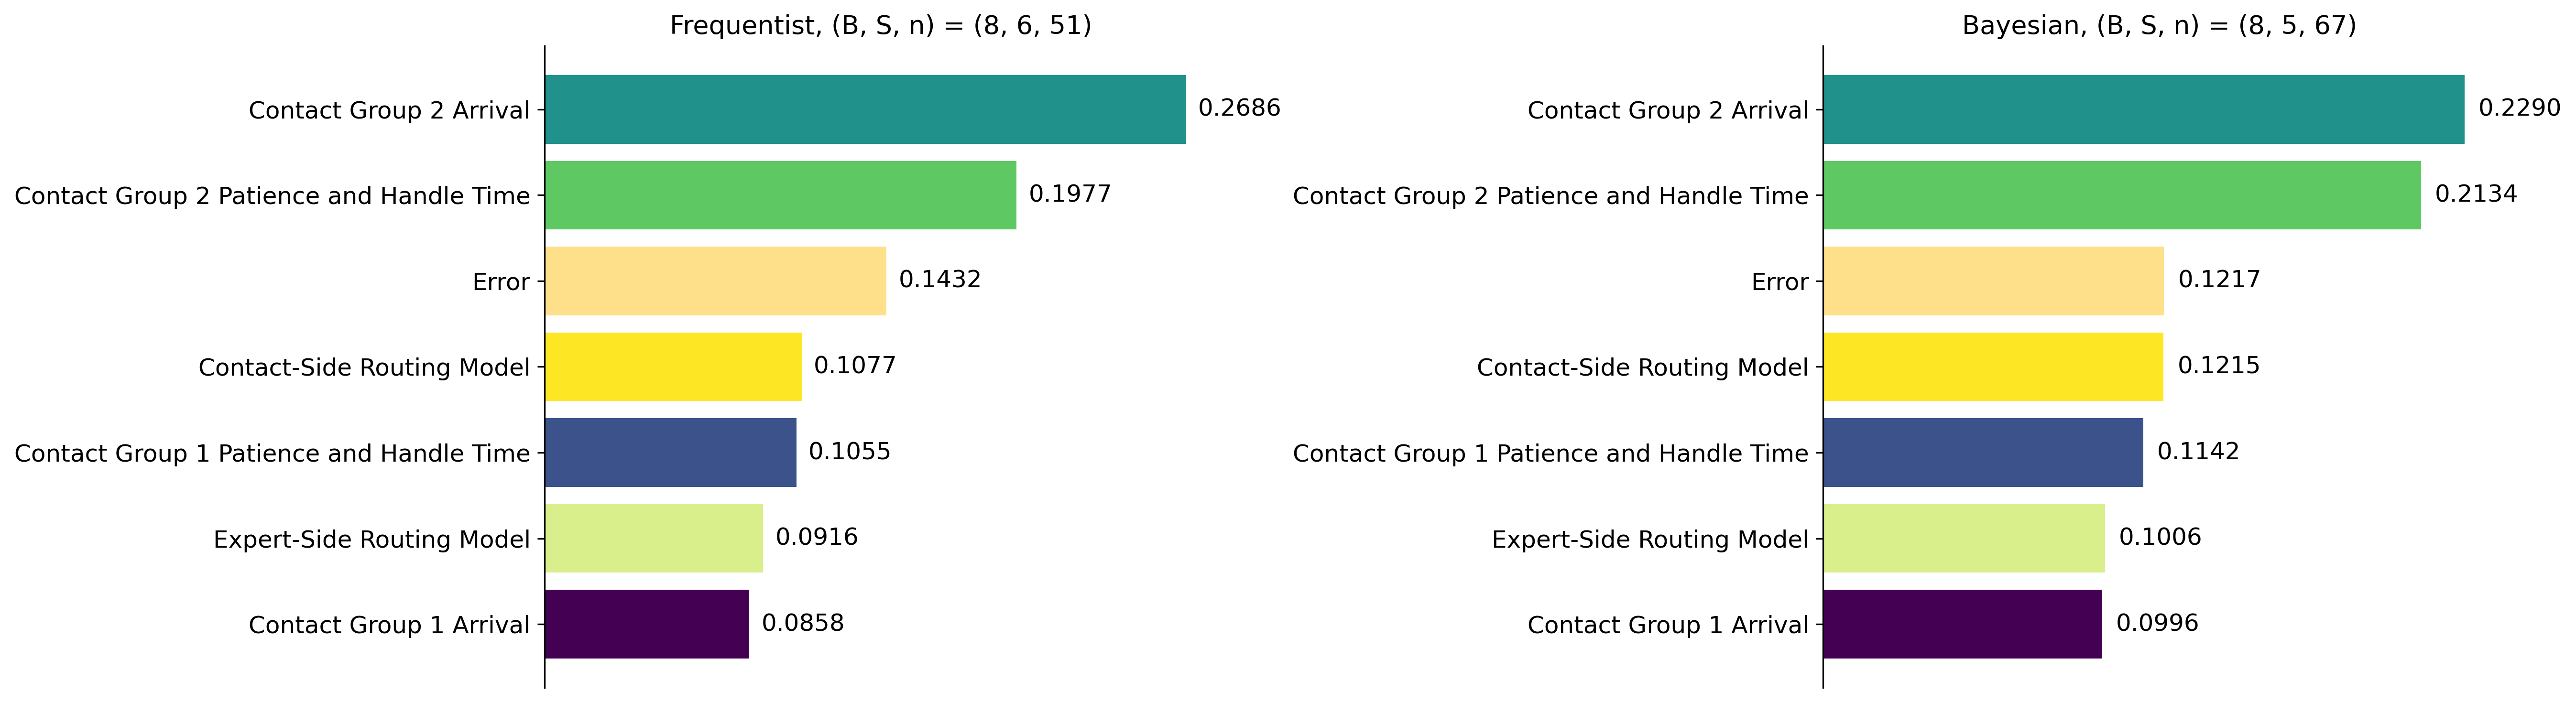 Frequentist, (B, S, n) = (8, 6, 51)
Contact Group 2 Arrival 0.2686
Contact Group 2 Patience and Handle Time 0.1977
Error 0.1432
Contact-Side Routing Model 0.1077
Contact Group 1 Patience and Handle Time 0.1055
Expert-Side Routing Model 0.0916
Contact Group 1 Arrival 0.0858
Bayesian, (B, S, n) = (8, 5, 67)
Contact Group 2 Arrival 0.2290
Contact Group 2 Patience and Handle Time 0.2134
Error 0.1217
Contact-Side Routing Model 0.1215
Contact Group 1 Patience and Handle Time 0.1142
Expert-Side Routing Model 0.1006
Contact Group 1 Arrival 0.0996